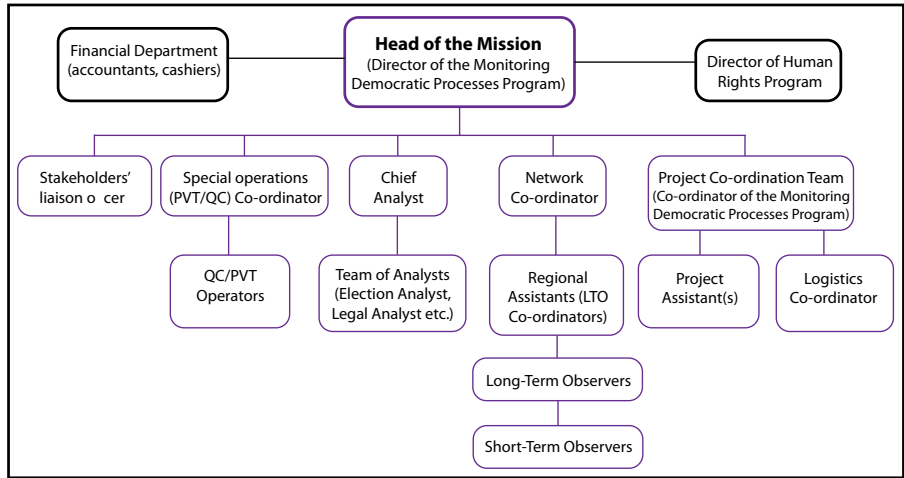 Financial Department
(accountants, cashiers)
Head of the Mission
(Director of the Monitoring
Democratic Processes Program)
Director of Human
Rights Program
Stakeholders'
liaison o cer
Special operations
(PVT/QC) Co-ordinator
Chief
Analyst
Network
Co-ordinator
Project Co-ordination Team
(Co-ordinator of the Monitoring
Democratic Processes Program)
QC/PVT
Operators
Team of Analysts
(Election Analyst,
Legal Analyst etc.)
Regional
Assistants (LTO
Co-ordinators)
Project
Assistant(s)
Logistics
Co-ordinator
Long-Term Observers
Short-Term Observers